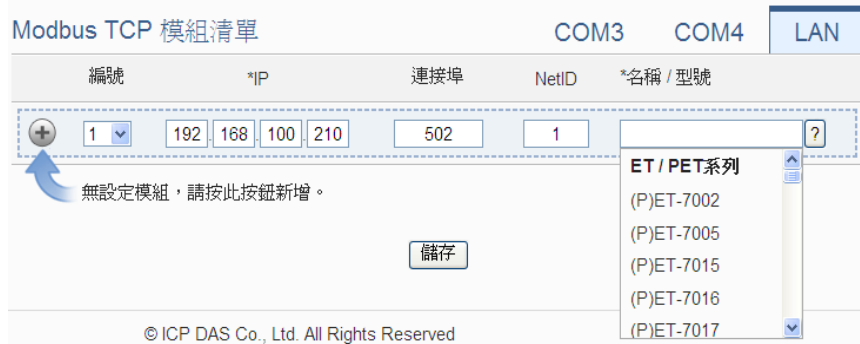 Modbus TCP 模組清單 COM3 COM4 LAN
編號 *IP 連接埠 NetID *名稱 / 型號
1 192 . 168 . 100 . 210 502 1 ?
ET / PET系列
無設定模組，請按此按鈕新增。
(P)ET-7002
(P)ET-7005
儲存
(P)ET-7015
(P)ET-7016
(P)ET-7017
© ICP DAS Co., Ltd. All Rights Reserved